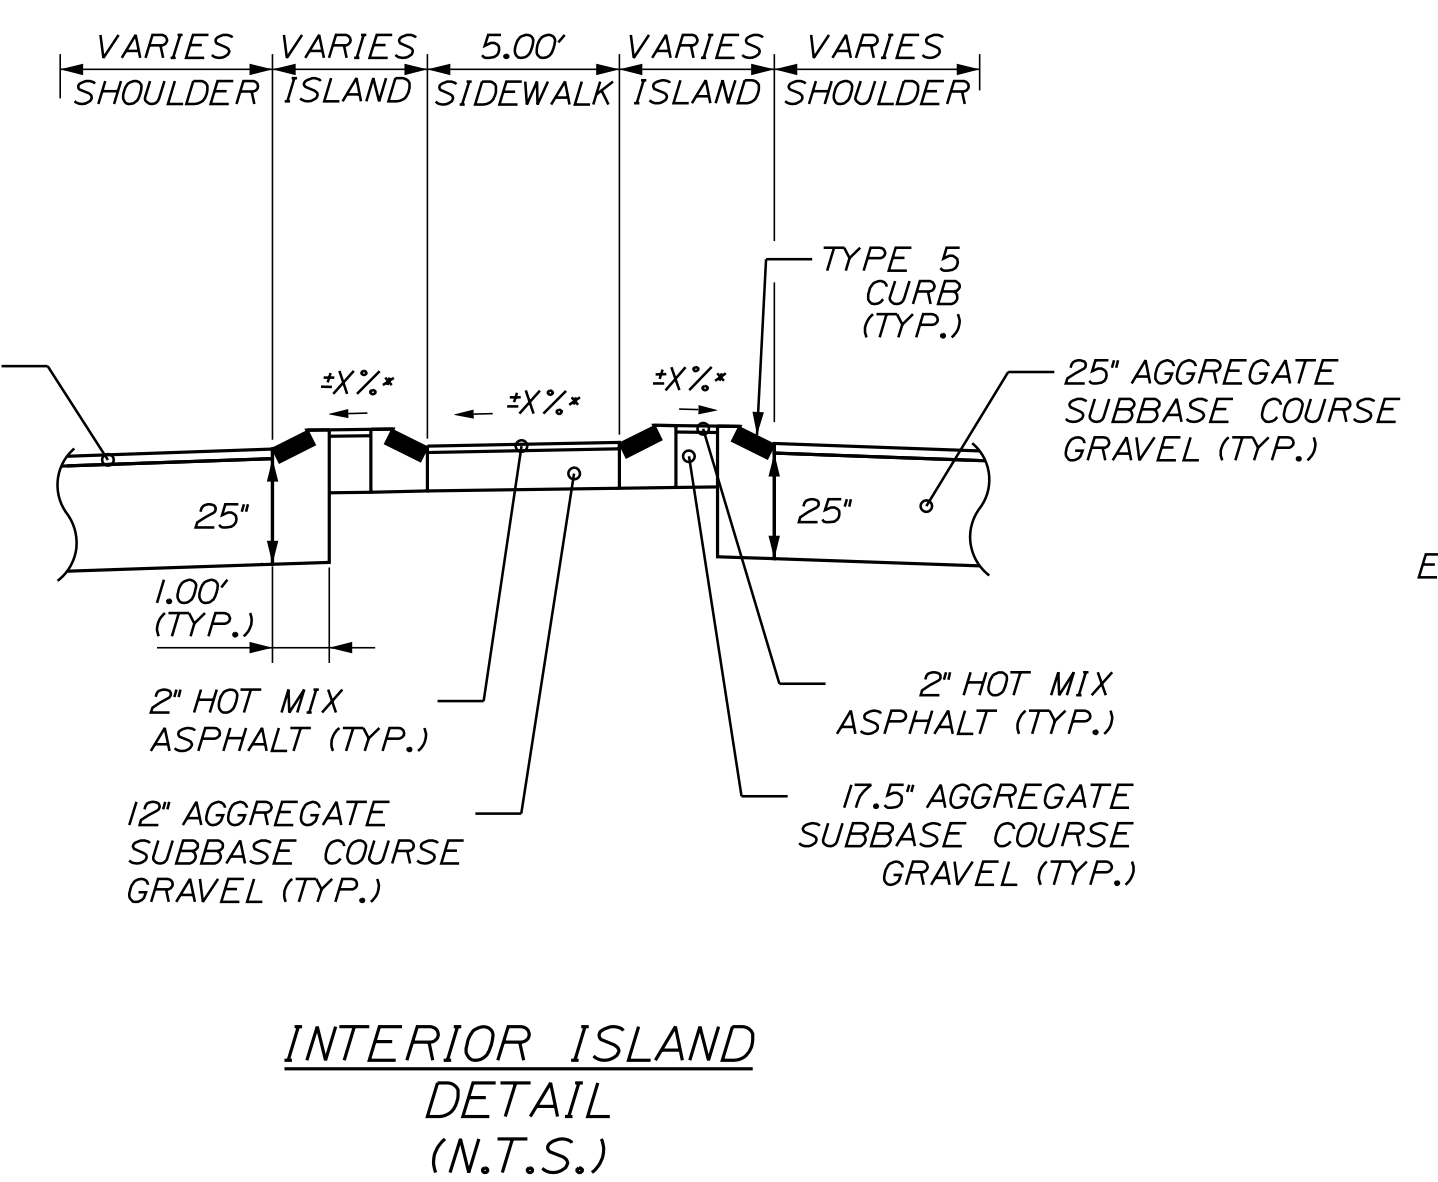 VARIES VARIES 5.00' VARIES VARIES
SHOULDER ISLAND SIDEWALK ISLAND SHOULDER
TYPE 5
CURB
(TYP.)
±X%* ±X%* ±X%*
25" AGGREGATE
SUBBASE COURSE
GRAVEL (TYP.)
25" 25"
E
1.00'
(TYP.)
2" HOT MIX
ASPHALT (TYP.)
2" HOT MIX
ASPHALT (TYP.)
12" AGGREGATE
SUBBASE COURSE
GRAVEL (TYP.)
17.5" AGGREGATE
SUBBASE COURSE
GRAVEL (TYP.)
INTERIOR ISLAND
DETAIL
(N.T.S.)